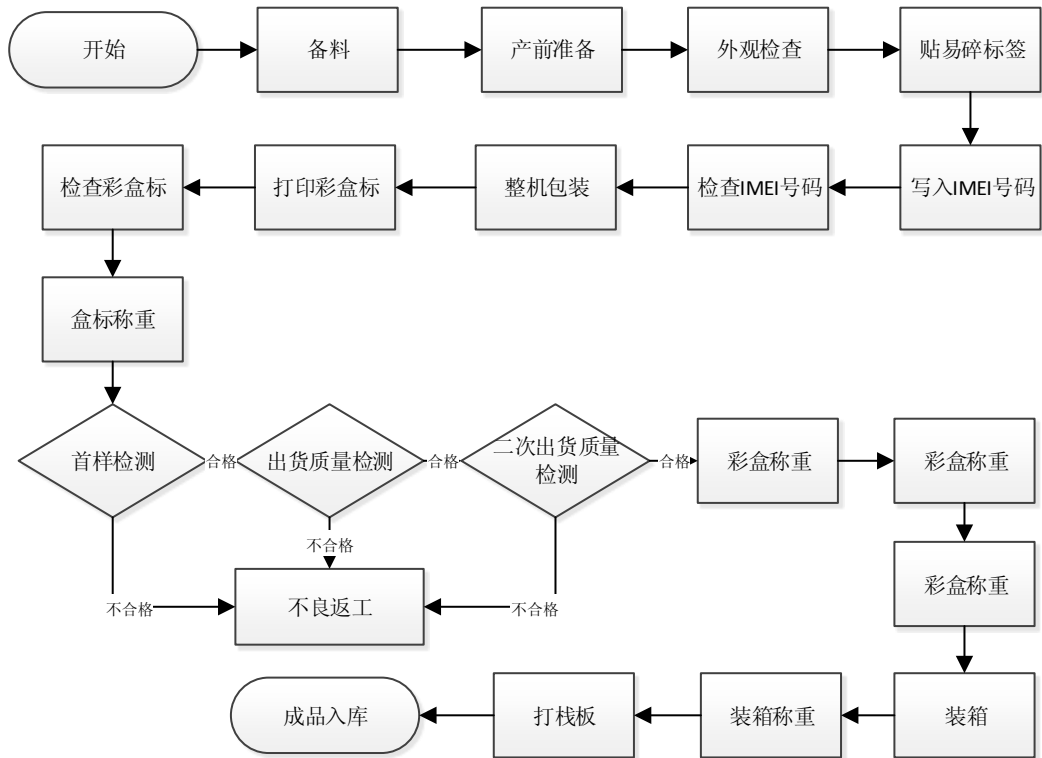 开始
备料
产前准备
外观检查
贴易碎标签
写入IMEI号码
检查IMEI号码
整机包装
打印彩盒标
检查彩盒标
盒标称重
首样检测
合格
出货质量检测
合格
二次出货质量
检测
合格
彩盒称重
彩盒称重
不合格
不合格
不合格
不良返工
彩盒称重
装箱
装箱称重
打栈板
成品入库